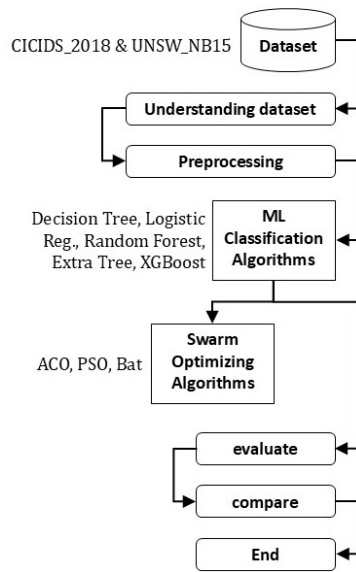 CICIDS_2018 & UNSW_NB15
Dataset
Understanding dataset
Preprocessing
Decision Tree, Logistic
Reg., Random Forest,
Extra Tree, XGBoost
ML
Classification
Algorithms
ACO, PSO, Bat
Swarm
Optimizing
Algorithms
evaluate
compare
End